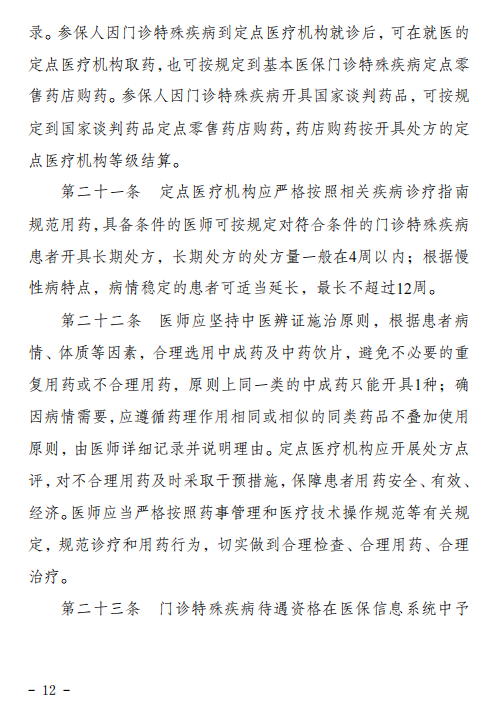 录。参保人因门诊特殊疾病到定点医疗机构就诊后，可在就医的
定点医疗机构取药，也可按规定到基本医保门诊特殊疾病定点零
售药店购药。参保人因门诊特殊疾病开具国家谈判药品，可按规
定到国家谈判药品定点零售药店购药，药店购药按开具处方的定
点医疗机构等级结算。
第二十一条 定点医疗机构应严格按照相关疾病诊疗指南
规范用药，具备条件的医师可按规定对符合条件的门诊特殊疾病
患者开具长期处方，长期处方的处方量一般在4周以内；根据慢
性病特点，病情稳定的患者可适当延长，最长不超过12周。
第二十二条 医师应坚持中医辨证施治原则，根据患者病
情、体质等因素，合理选用中成药及中药饮片，避免不必要的重
复用药或不合理用药，原则上同一类的中成药只能开具1种；确
因病情需要，应遵循药理作用相同或相似的同类药品不叠加使用
原则，由医师详细记录并说明理由。定点医疗机构应开展处方点
评，对不合理用药及时采取干预措施，保障患者用药安全、有效、
经济。医师应当严格按照药事管理和医疗技术操作规范等有关规
定，规范诊疗和用药行为，切实做到合理检查、合理用药、合理
治疗。
第二十三条 门诊特殊疾病待遇资格在医保信息系统中予
- 12 -